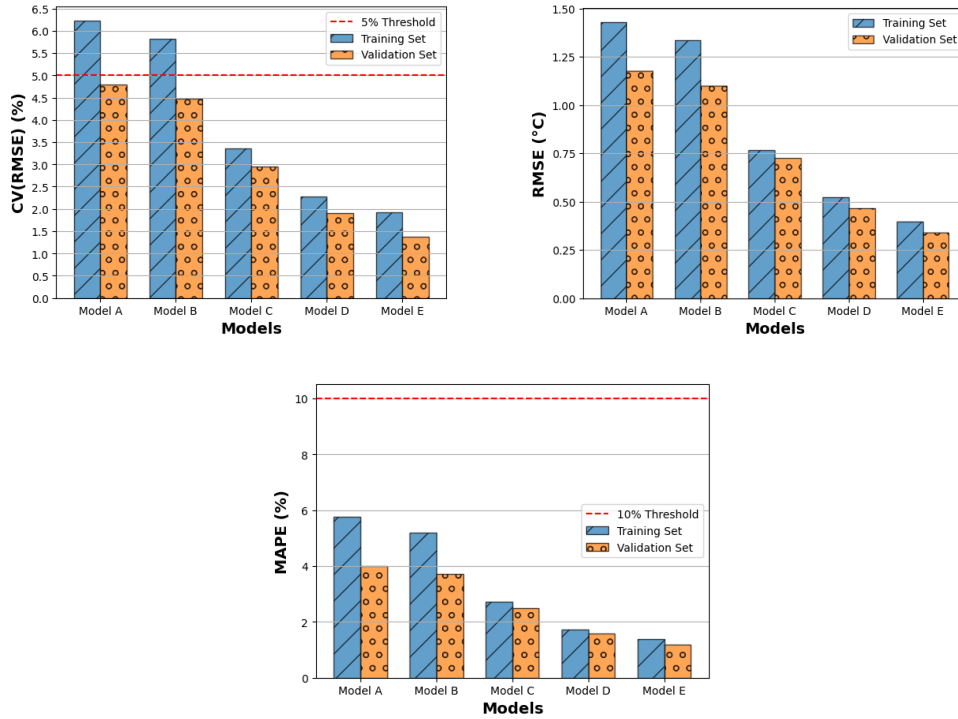 CV(RMSE) (%)
6.5
6.0
5.5
5.0
4.5
4.0
3.5
3.0
2.5
2.0
1.5
1.0
0.5
0.0
5% Threshold
Training Set
Validation Set
Model A Model B Model C Model D Model E
Models
RMSE (°C)
1.50
1.25
1.00
0.75
0.50
0.25
0.00
Training Set
Validation Set
Model A Model B Model C Model D Model E
Models
MAPE (%)
10
8
6
4
2
0
10% Threshold
Training Set
Validation Set
Model A Model B Model C Model D Model E
Models